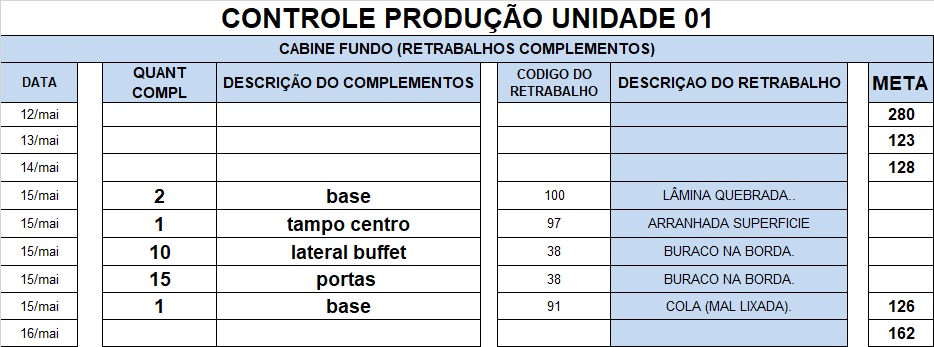 CONTROLE PRODUÇÃO UNIDADE 01
CABINE FUNDO (RETRABALHOS COMPLEMENTOS)
DATA QUANT COMPL DESCRIÇÃO DO COMPLEMENTOS CODIGO DO RETRABALHO DESCRIÇAO DO RETRABALHO META
12/mai 280
13/mai 123
14/mai 128
15/mai 2 base 100 LÂMINA QUEBRADA..
15/mai 1 tampo centro 97 ARRANHADA SUPERFICIE
15/mai 10 lateral buffet 38 BURACO NA BORDA.
15/mai 15 portas 38 BURACO NA BORDA.
15/mai 1 base 91 COLA (MAL LIXADA). 126
16/mai 162